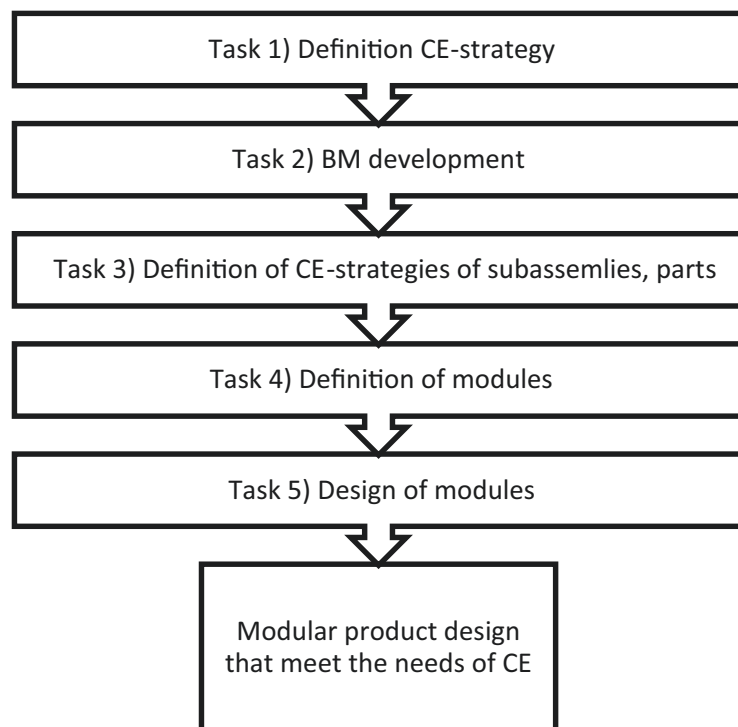 Task 1) Definition CE-strategy
Task 2) BM development
Task 3) Definition of CE-strategies of subassemlies, parts
Task 4) Definition of modules
Task 5) Design of modules
Modular product design
that meet the needs of CE